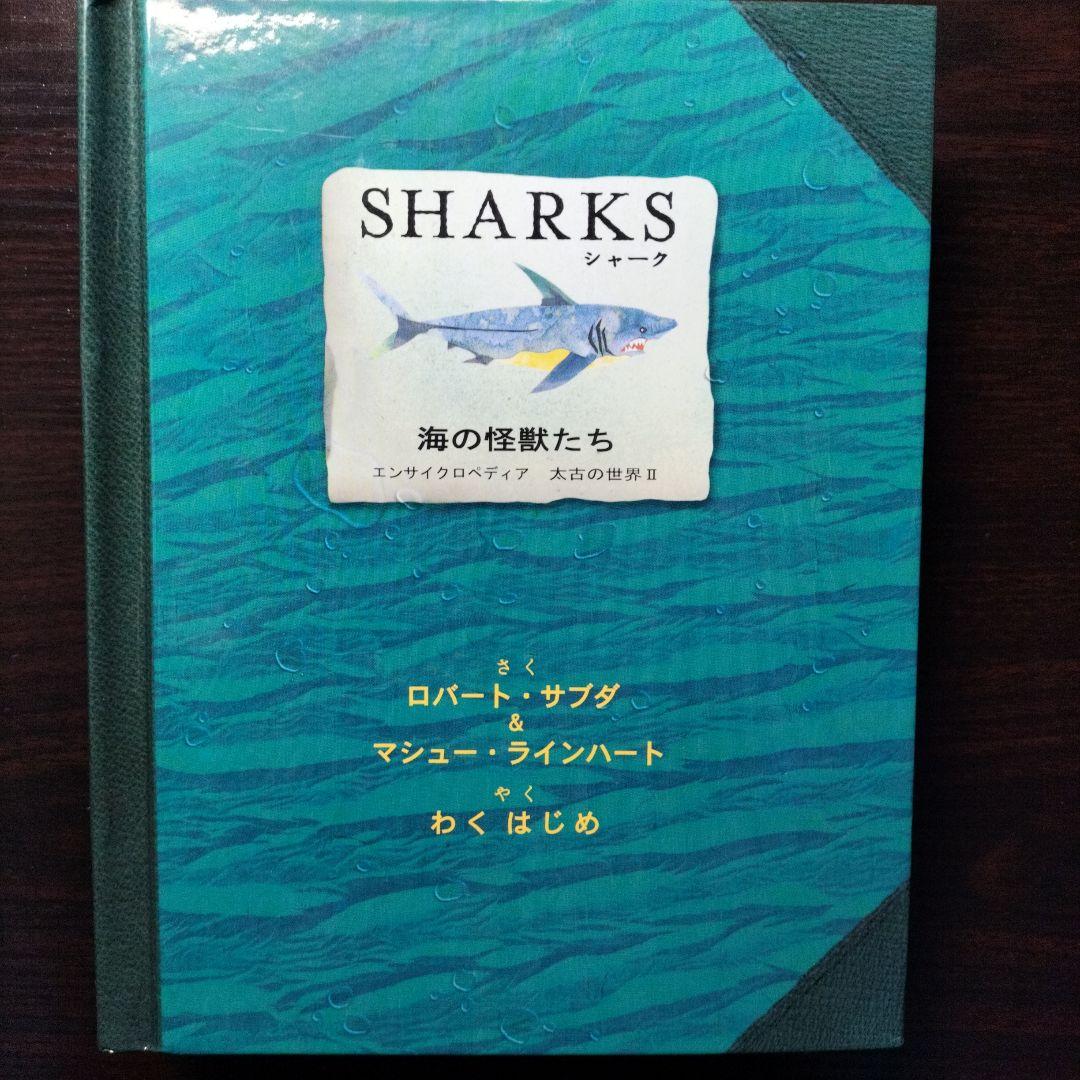 SHARKS
シャーク
海の怪獣たち
エンサイクロペディア 太古の世界Ⅱ
さく
ロバート・サブダ
&
マシュー・ラインハート
やく
わく はじめ